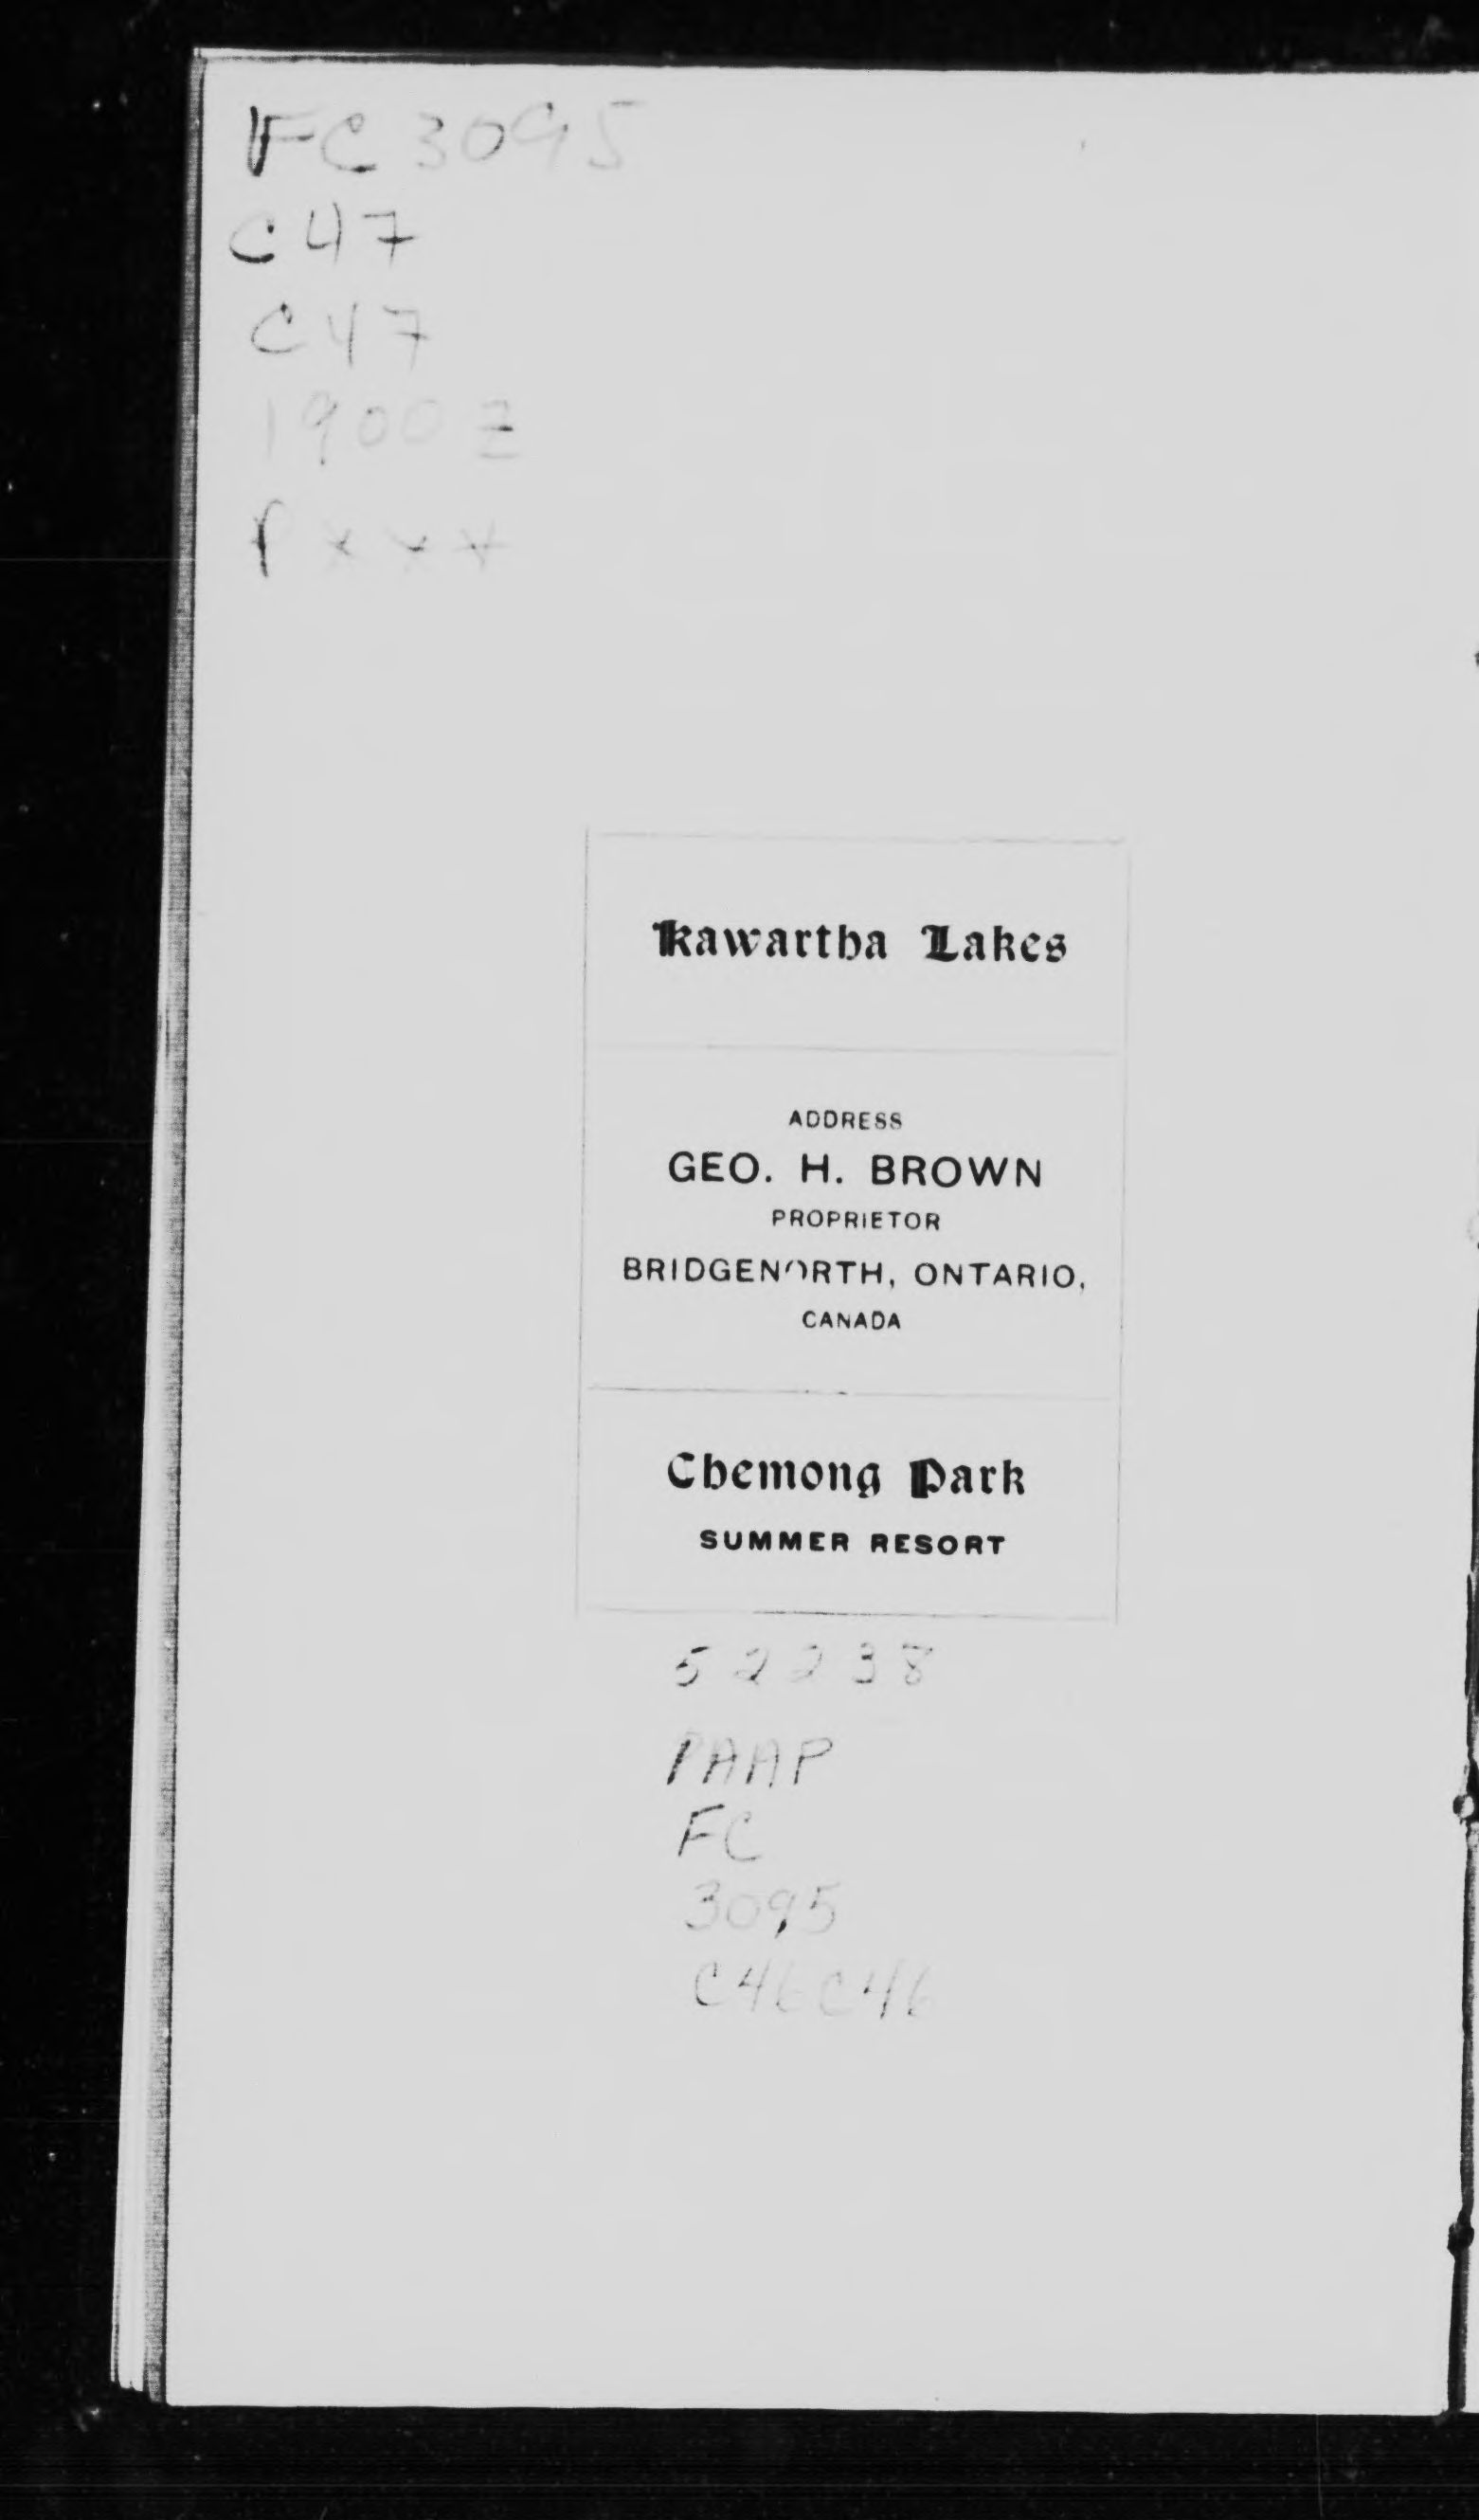 FC 3095
C47
C47
1900z
P***
Kawartha Lakes
ADDRESS
GEO. H. BROWN
PROPRIETOR
BRIDGENORTH, ONTARIO,
CANADA
Chemong Park
SUMMER RESORT
52238
PAAP
FC
3095
C46C46